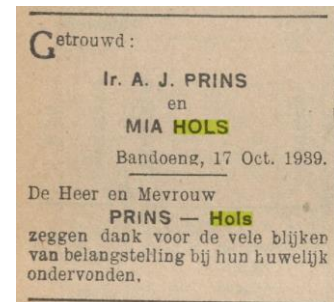 Getrouwd:
Ir. A. J. PRINS
en
MIA HOLS
Bandoeng, 17 Oct. 1939.
De Heer en Mevrouw
PRINS — Hols
zeggen dank voor de vele blijken
van belangstelling bij hun huwelijk
ondervonden.